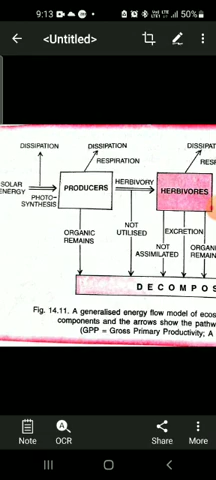 9:13
50%
<Untitled>
DISSIPATION
DISSIPATION
DISSIPAT
RESPIRATION
RESP
SOLAR
ENERGY
PHOTO-
SYNTHESIS
PRODUCERS
HERBIVORY
HERBIVORES
ORGANIC
REMAINS
NOT
UTILISED
EXCRETION
NOT
ASSIMILATED
ORGANI
REMAIN
DECOMPOS
Fig. 14.11. A generalised energy flow model of ecos
components and the arrows show the pathw
(GPP = Gross Primary Productivity; A
Note
OCR
Share
More